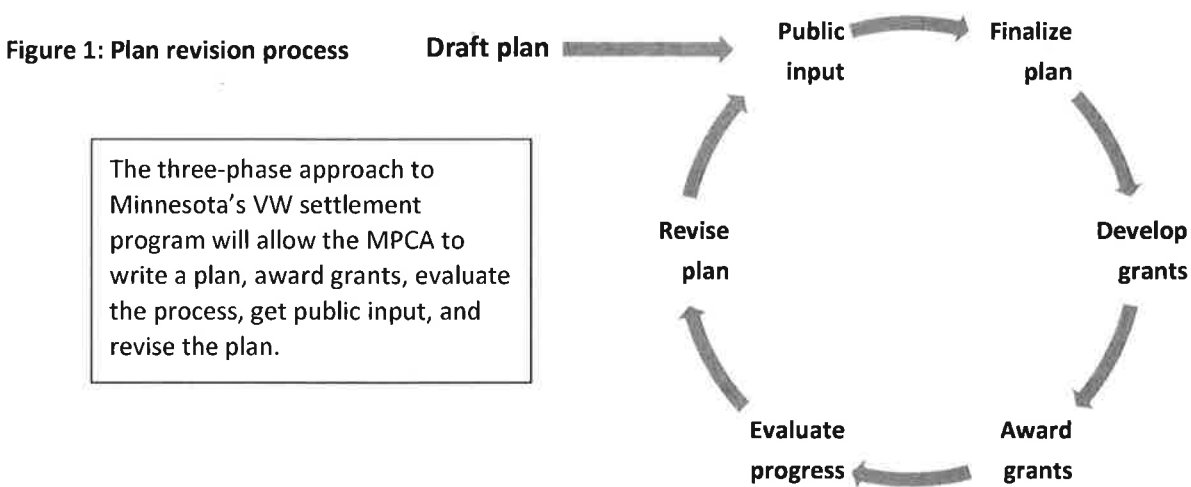 Figure 1: Plan revision process
Draft plan
Public
input
Finalize
plan
Develop
grants
Award
grants
Evaluate
progress
Revise
plan
The three-phase approach to
Minnesota's VW settlement
program will allow the MPCA to
write a plan, award grants, evaluate
the process, get public input, and
revise the plan.